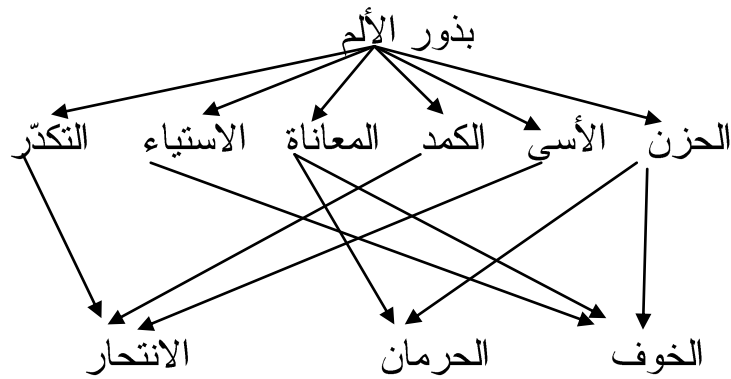 بذور الألم
الحزن الأسى الكمد المعاناة الاستياء التكدّر
الخوف الحرمان الانتحار